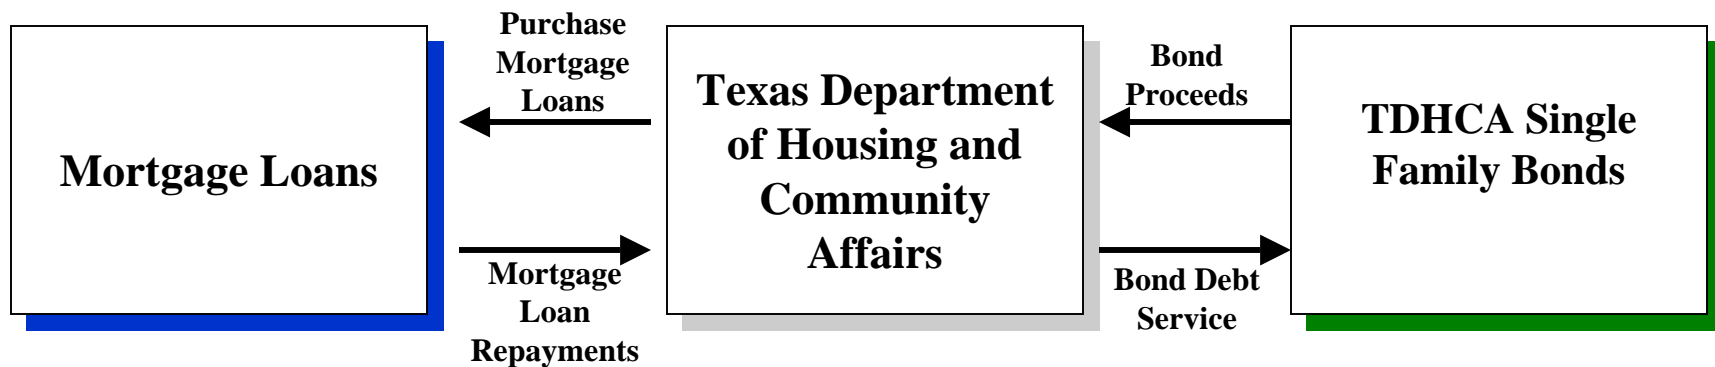 Mortgage Loans
Purchase
Mortgage
Loans
Mortgage
Loan
Repayments
Texas Department
of Housing and
Community
Affairs
Bond
Proceeds
Bond Debt
Service
TDHCA Single
Family Bonds